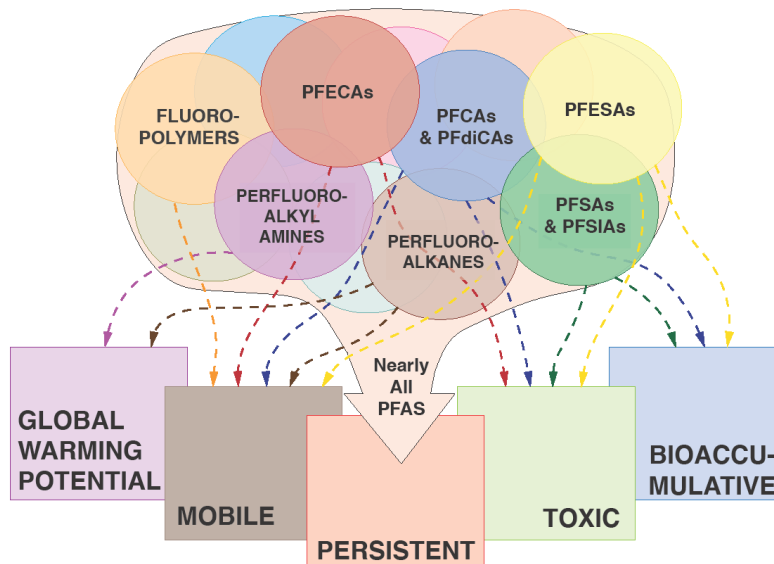 FLUORO-
POLYMERS
PFECAs
PFCAs
& PFdiCAs
PFESAs
PERFLUORO-
ALKYL
AMINES
PERFLUORO-
ALKANES
PFSAs
& PFSIAs
Nearly
All
PFAS
GLOBAL
WARMING
POTENTIAL
MOBILE
PERSISTENT
TOXIC
BIOACCU-
MULATIVE